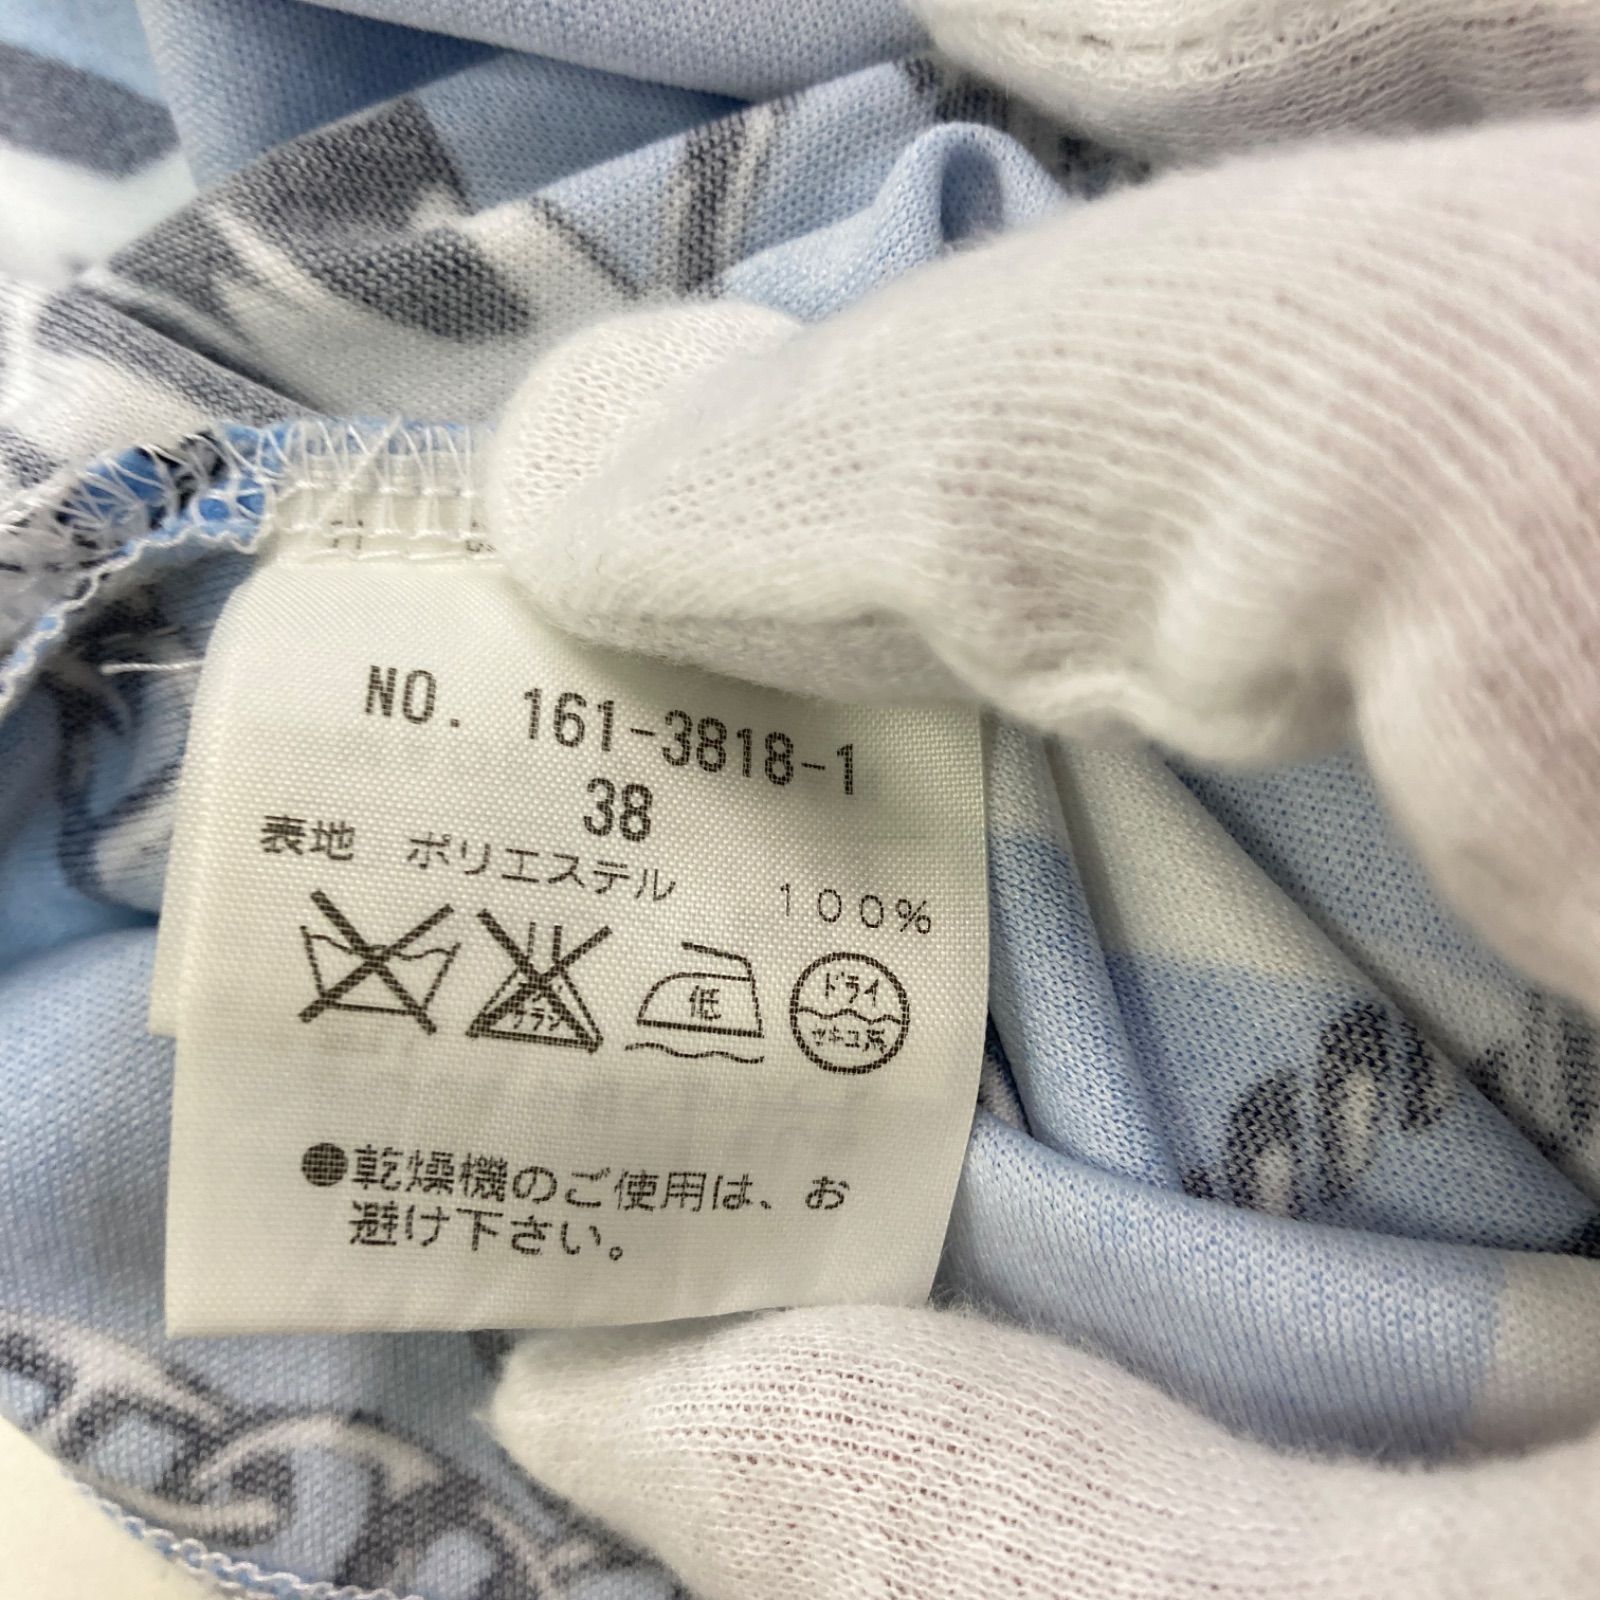 NO. 161-3818-1
38
表地 ポリエステル 100%
低
ドライ
●乾燥機のご使用は、お
避け下さい。